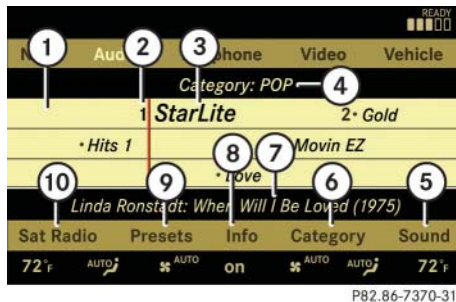 READY
1 2 3
N Aud phone Video Vehicle
Category: POP 4
1 StarLite 2· Gold
·Hits 1 8 7 Movin EZ
10 9 ·Love 6 5
Linda Ronstadt: When Will I Be Loved (1975)
Sat Radio Presets Info Category Sound
72°F AUTO AUTO on AUTO AUTO 72°F
P82.86-7370-31